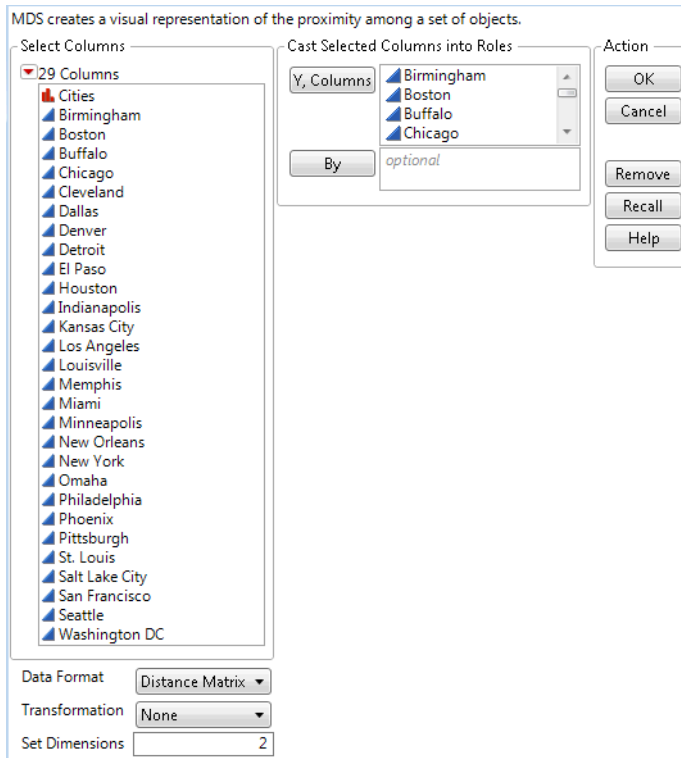 MDS creates a visual representation of the proximity among a set of objects.
Select Columns
29 Columns
Cities
Birmingham
Boston
Buffalo
Chicago
Cleveland
Dallas
Denver
Detroit
El Paso
Houston
Indianapolis
Kansas City
Los Angeles
Louisville
Memphis
Miami
Minneapolis
New Orleans
New York
Omaha
Philadelphia
Phoenix
Pittsburgh
St. Louis
Salt Lake City
San Francisco
Seattle
Washington DC
Data Format Distance Matrix
Transformation None
Set Dimensions 2
Cast Selected Columns into Roles
Y, Columns
Birmingham
Boston
Buffalo
Chicago
By optional
Action
OK
Cancel
Remove
Recall
Help